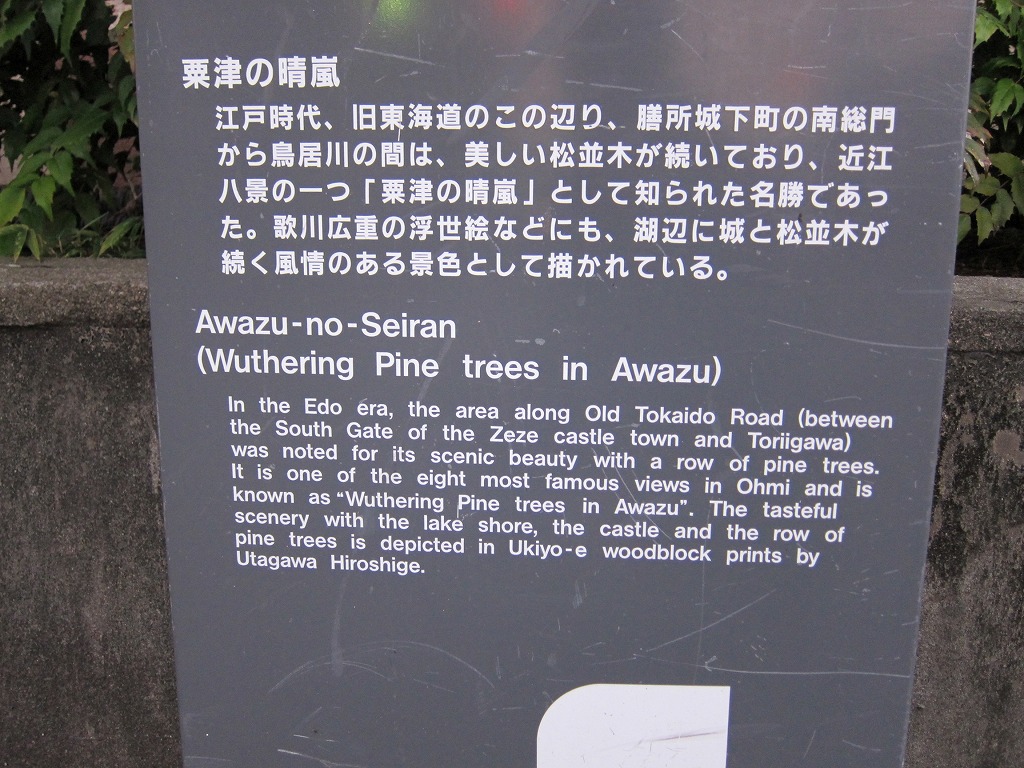 粟津の晴嵐
江戸時代、旧東海道のこの辺り、膳所城下町の南総門
から鳥居川の間は、美しい松並木が続いており、近江
八景の一つ「粟津の晴嵐」として知られた名勝であっ
た。歌川広重の浮世絵などにも、湖辺に城と松並木が
続く風情のある景色として描かれている。
Awazu-no-Seiran
(Wuthering Pine trees in Awazu)
In the Edo era, the area along Old Tokaido Road (between
the South Gate of the Zeze castle town and Toriigawa)
was noted for its scenic beauty with a row of pine trees.
It is one of the eight most famous views in Ohmi and is
known as “Wuthering Pine trees in Awazu”. The tasteful
scenery with the lake shore, the castle and the row of
pine trees is depicted in Ukiyo-e woodblock prints by
Utagawa Hiroshige.